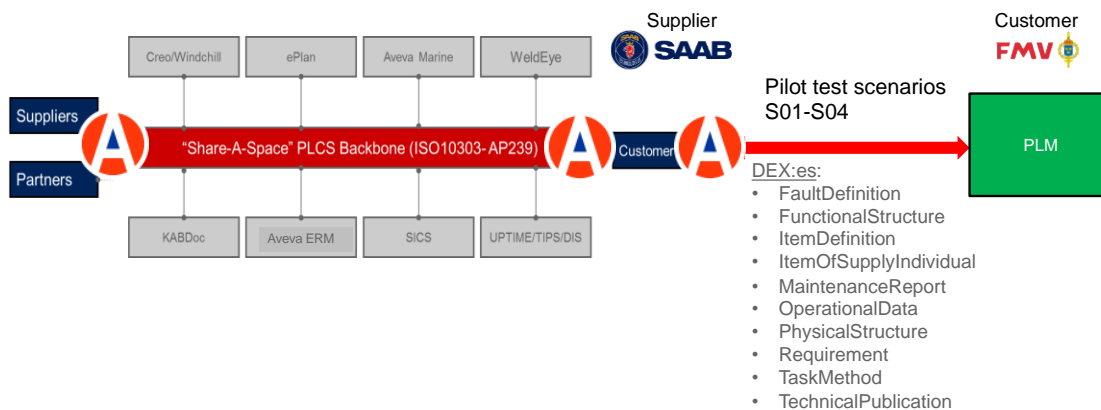 Supplier
Customer
SAAB
FMV
Creo/Windchill
ePlan
Aveva Marine
WeldEye
Pilot test scenarios
S01-S04
Suppliers
Partners
“Share-A-Space” PLCS Backbone (ISO10303- AP239)
Customer
PLM
KABDoc
Aveva ERM
SICS
UPTIME/TIPS/DIS
DEX:es:
• FaultDefinition
• FunctionalStructure
• ItemDefinition
• ItemOfSupplyIndividual
• MaintenanceReport
• OperationalData
• PhysicalStructure
• Requirement
• TaskMethod
• TechnicalPublication